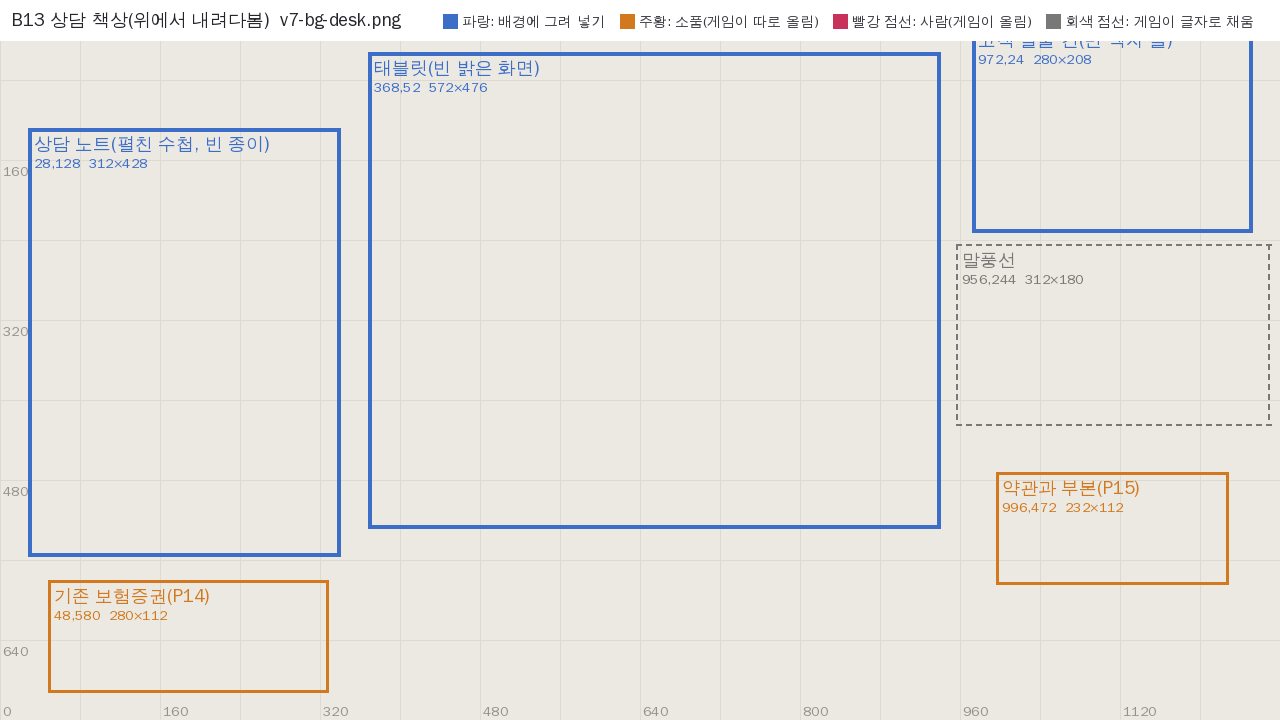 B13 상담 책상(위에서 내려다봄) v7-bg-desk.png
파랑: 배경에 그려 넣기
주황: 소품(게임이 따로 올림)
빨강 점선: 사람(게임이 올림)
회색 점선: 게임이 글자로 채움
태블릿(빈 밝은 화면)
368,52 572×476
972,24 280×208
상담 노트(펼친 수첩, 빈 종이)
28,128 312×428
160
말풍선
956,244 312×180
320
480
약관과 부본(P15)
996,472 232×112
기존 보험증권(P14)
48,580 280×112
640
0 160 320 480 640 800 960 1120